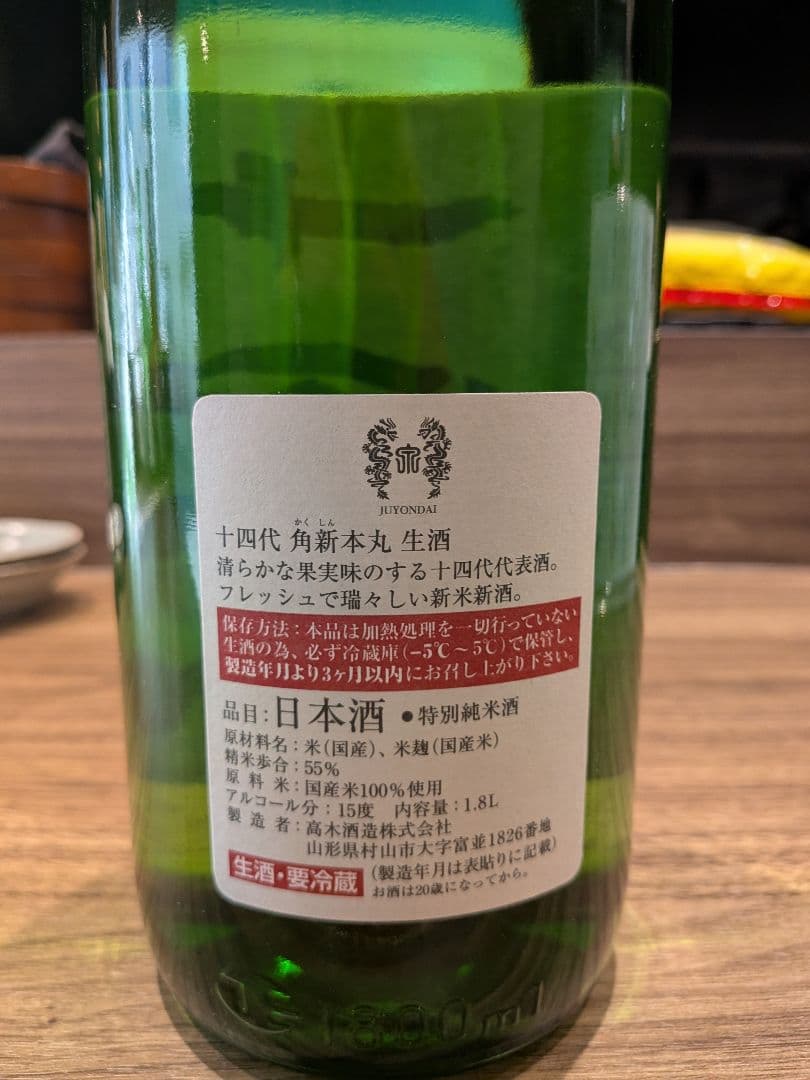 JUYONDAI
かく しん
十四代 角新本丸 生酒
清らかな果実味のする十四代代表酒。
フレッシュで瑞々しい新米新酒。
保存方法：本品は加熱処理を一切行っていない
生酒の為、必ず冷蔵庫(−5℃～5℃)で保管し、
製造年月より3ヶ月以内にお召し上がり下さい。
品目：日本酒 ●特別純米酒
原材料名：米(国産)、米麹(国産米)
精米歩合：55%
原料米：国産米100%使用
アルコール分：15度 内容量：1.8L
製造者：高木酒造株式会社
山形県村山市大字富並1826番地
生酒・要冷蔵 (製造年月は表貼りに記載)
お酒は20歳になってから。
1800ml